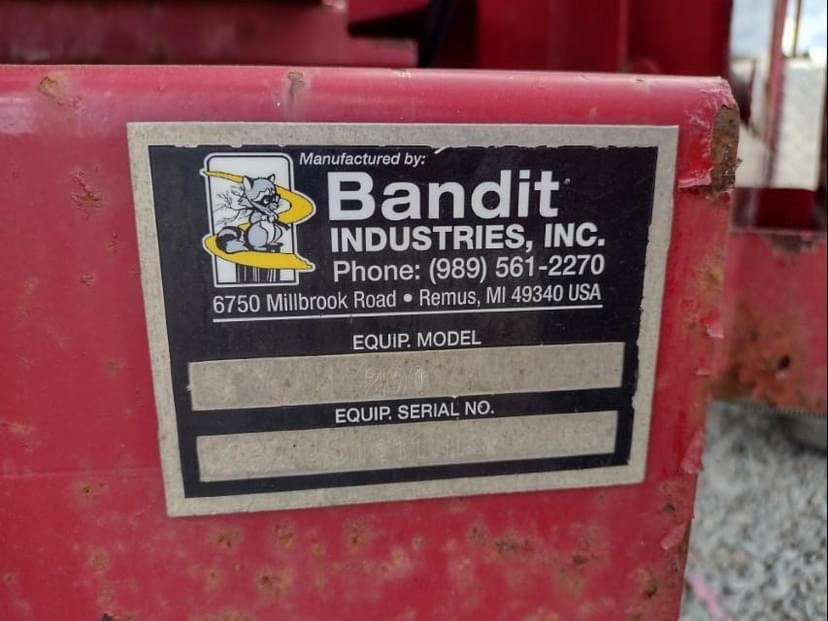 Manufactured by:
Bandit
INDUSTRIES, INC.
Phone: (989) 561-2270
6750 Millbrook Road • Remus, MI 49340 USA
EQUIP. MODEL
EQUIP. SERIAL NO.